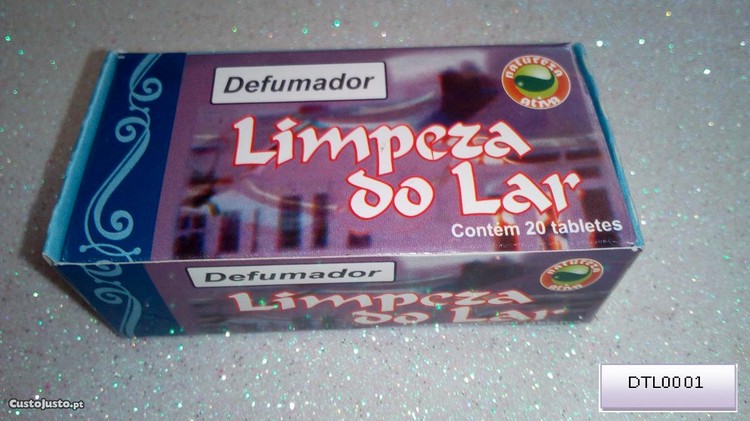 Defumador
natureza
ativa
Limpeza
do Lar
Contém 20 tabletes
Defumador
natureza
ativa
Limpeza
do Lar
DTL0001
CustoJusto.pt